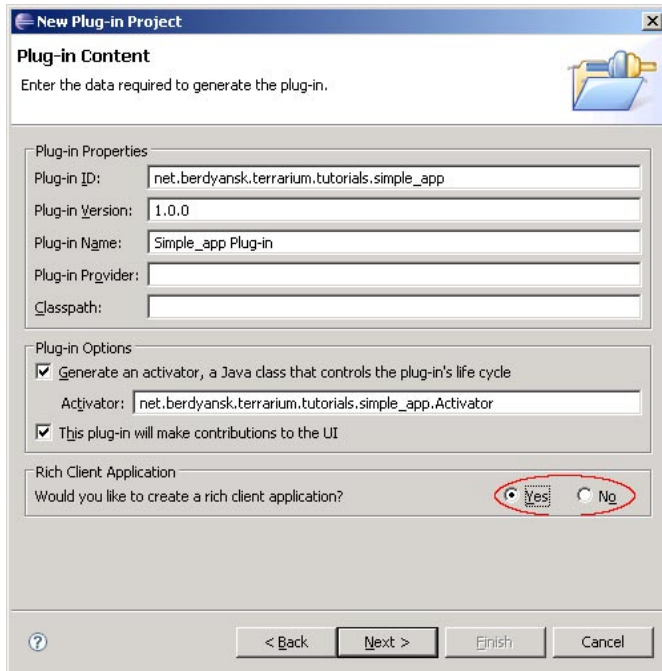 New Plug-in Project
Plug-in Content
Enter the data required to generate the plug-in.
Plug-in Properties
Plug-in ID: net.berdyansk.terrarium.tutorials.simple_app
Plug-in Version: 1.0.0
Plug-in Name: Simple_app Plug-in
Plug-in Provider:
Classpath:
Plug-in Options
Generate an activator, a Java class that controls the plug-in's life cycle
Activator: net.berdyansk.terrarium.tutorials.simple_app.Activator
This plug-in will make contributions to the UI
Rich Client Application
Would you like to create a rich client application? Yes No
? < Back Next > Finish Cancel